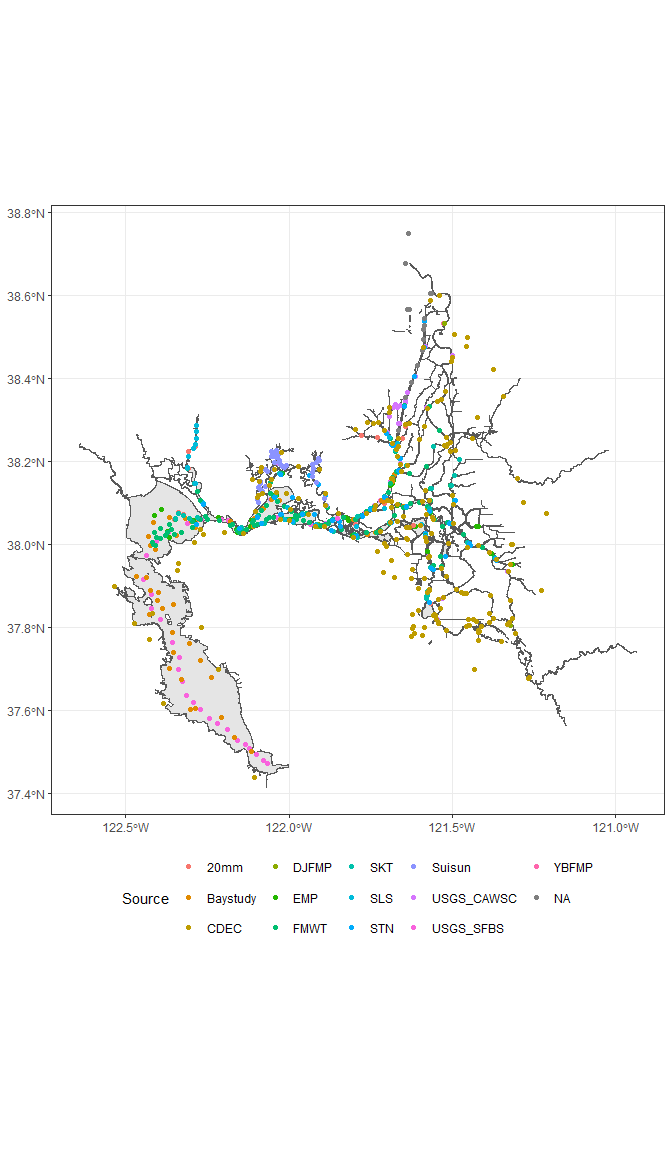 38.8°N
38.6°N
38.4°N
38.2°N
38.0°N
37.8°N
37.6°N
37.4°N
122.5°W 122.0°W 121.5°W 121.0°W
20mm DJFMP SKT Suisun YBFMP
Source Baystudy EMP SLS USGS_CAWSC NA
CDEC FMWT STN USGS_SFBS